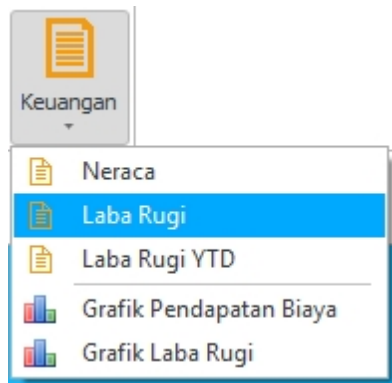 Keuangan
Neraca
Laba Rugi
Laba Rugi YTD
Grafik Pendapatan Biaya
Grafik Laba Rugi